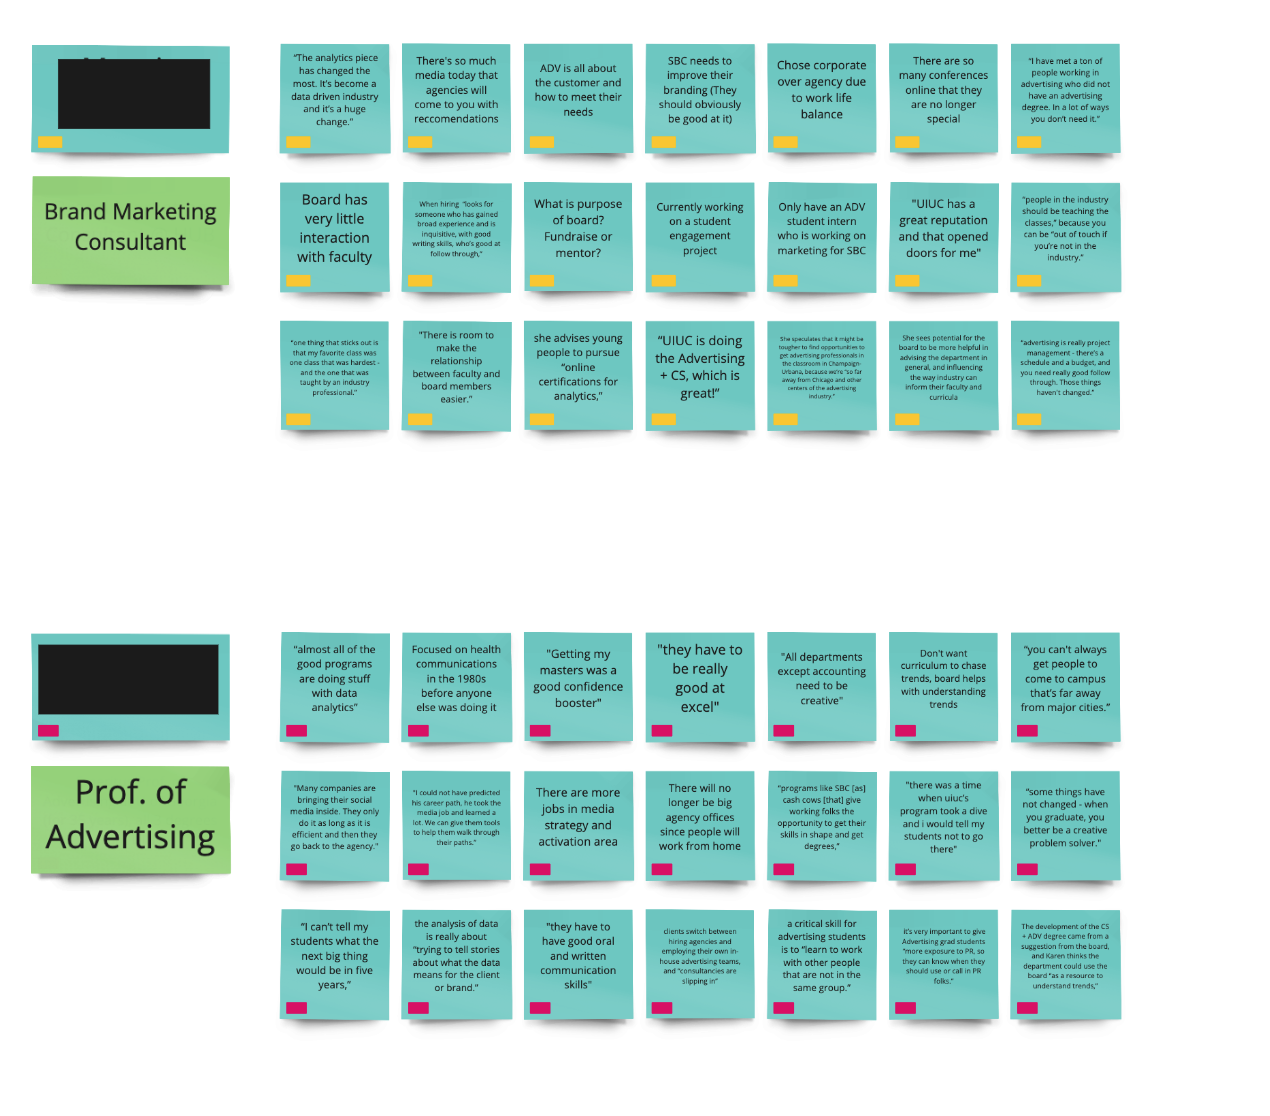 "The analytics piece
has changed the
most. It's become a
data driven industry
and it's a huge
change."
There's so much
media today that
agencies will
come to you with
reccomendations
ADV is all about
the customer and
how to meet their
needs
SBC needs to
improve their
branding (They
should obviously
be good at it)
Chose corporate
over agency due
to work life
balance
There are so
many conferences
online that they
are no longer
special
"I have met a ton of
people working in
advertising who did not
have an advertising
degree. In a lot of ways
you don't need it."
Brand Marketing
Consultant
Board has
very little
interaction
with faculty
When hiring "looks for
someone who has gained
broad experience and is
inquisitive, with good
writing skills, who's good at
follow through,"
What is purpose
of board?
Fundraise or
mentor?
Currently working
on a student
engagement
project
Only have an ADV
student intern
who is working on
marketing for SBC
"UIUC has a
great reputation
and that opened
doors for me"
"people in the industry
should be teaching the
classes," because you
can be "out of touch if
you're not in the
industry."
"one thing that sticks out is
that my favorite class was
one class that was hardest -
and the one that was
taught by an industry
professional."
"There is room to
make the
relationship
between faculty and
board members
easier."
she advises young
people to pursue
"online
certifications for
analytics,"
"UIUC is doing
the Advertising
+ CS, which is
great!"
She speculates that it might be
tougher to find opportunities to
get advertising professionals in
the classroom in Champaign-
Urbana, because we're "so far
away from Chicago and other
centers of the advertising
industry."
She sees potential for the
board to be more helpful in
advising the department in
general, and influencing
the way industry can
inform their faculty and
curricula
"advertising is really project
management - there's a
schedule and a budget, and
you need really good follow
through. Those things
haven't changed."
"almost all of the
good programs
are doing stuff
with data
analytics"
Focused on health
communications
in the 1980s
before anyone
else was doing it
"Getting my
masters was a
good confidence
booster"
"they have to
be really
good at
excel"
"All departments
except accounting
need to be
creative"
Don't want
curriculum to chase
trends, board helps
with understanding
trends
"you can't always
get people to
come to campus
that's far away
from major cities."
Prof. of
Advertising
"Many companies are
bringing their social
media inside. They only
do it as long as it is
efficient and then they
go back to the agency."
"I could not have predicted
his career path, he took the
media job and learned a
lot. We can give them tools
to help them walk through
their paths."
There are more
jobs in media
strategy and
activation area
There will no
longer be big
agency offices
since people will
work from home
"programs like SBC [as]
cash cows [that] give
working folks the
opportunity to get their
skills in shape and get
degrees,"
"there was a time
when uiuc's
program took a dive
and i would tell my
students not to go
there"
"some things have
not changed - when
you graduate, you
better be a creative
problem solver."
"I can't tell my
students what the
next big thing
would be in five
years,"
the analysis of data
is really about
"trying to tell stories
about what the data
means for the client
or brand."
"they have to
have good oral
and written
communication
skills"
clients switch between
hiring agencies and
employing their own in-
house advertising teams,
and "consultancies are
slipping in"
a critical skill for
advertising students
is to "learn to work
with other people
that are not in the
same group."
it's very important to give
Advertising grad students
"more exposure to PR, so
they can know when they
should use or call in PR
folks."
The development of the CS
+ ADV degree came from a
suggestion from the board,
and Karen thinks the
department could use the
board "as a resource to
understand trends,"